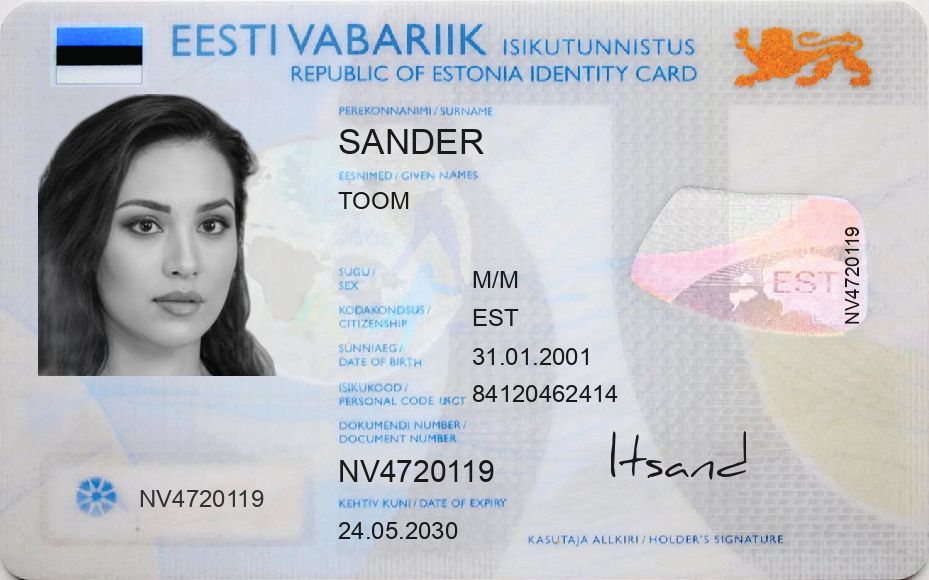 EESTI VABARIIK ISIKUTUNNISTUS
REPUBLIC OF ESTONIA IDENTITY CARD
PEREKONNANIMI / SURNAME
SANDER
EESNIMED / GIVEN NAMES
TOOM
SUGU /
SEX
M/M
KODAKONDSUS /
CITIZENSHIP
EST
SÜNNIAEG /
DATE OF BIRTH
31.01.2001
ISIKUKOOD /
PERSONAL CODE
84120462414
DOKUMENDI NUMBER /
DOCUMENT NUMBER
NV4720119
KEHTIV KUNI / DATE OF EXPIRY
24.05.2030
NV4720119
EST
NV4720119
Itsand
KASUTAJA ALLKIRI / HOLDER'S SIGNATURE